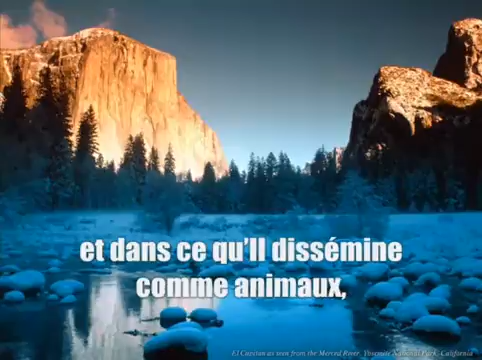 et dans ce qu'Il dissémine
comme animaux,
El Capitan as seen from the Merced River. Yosemite National Park, California